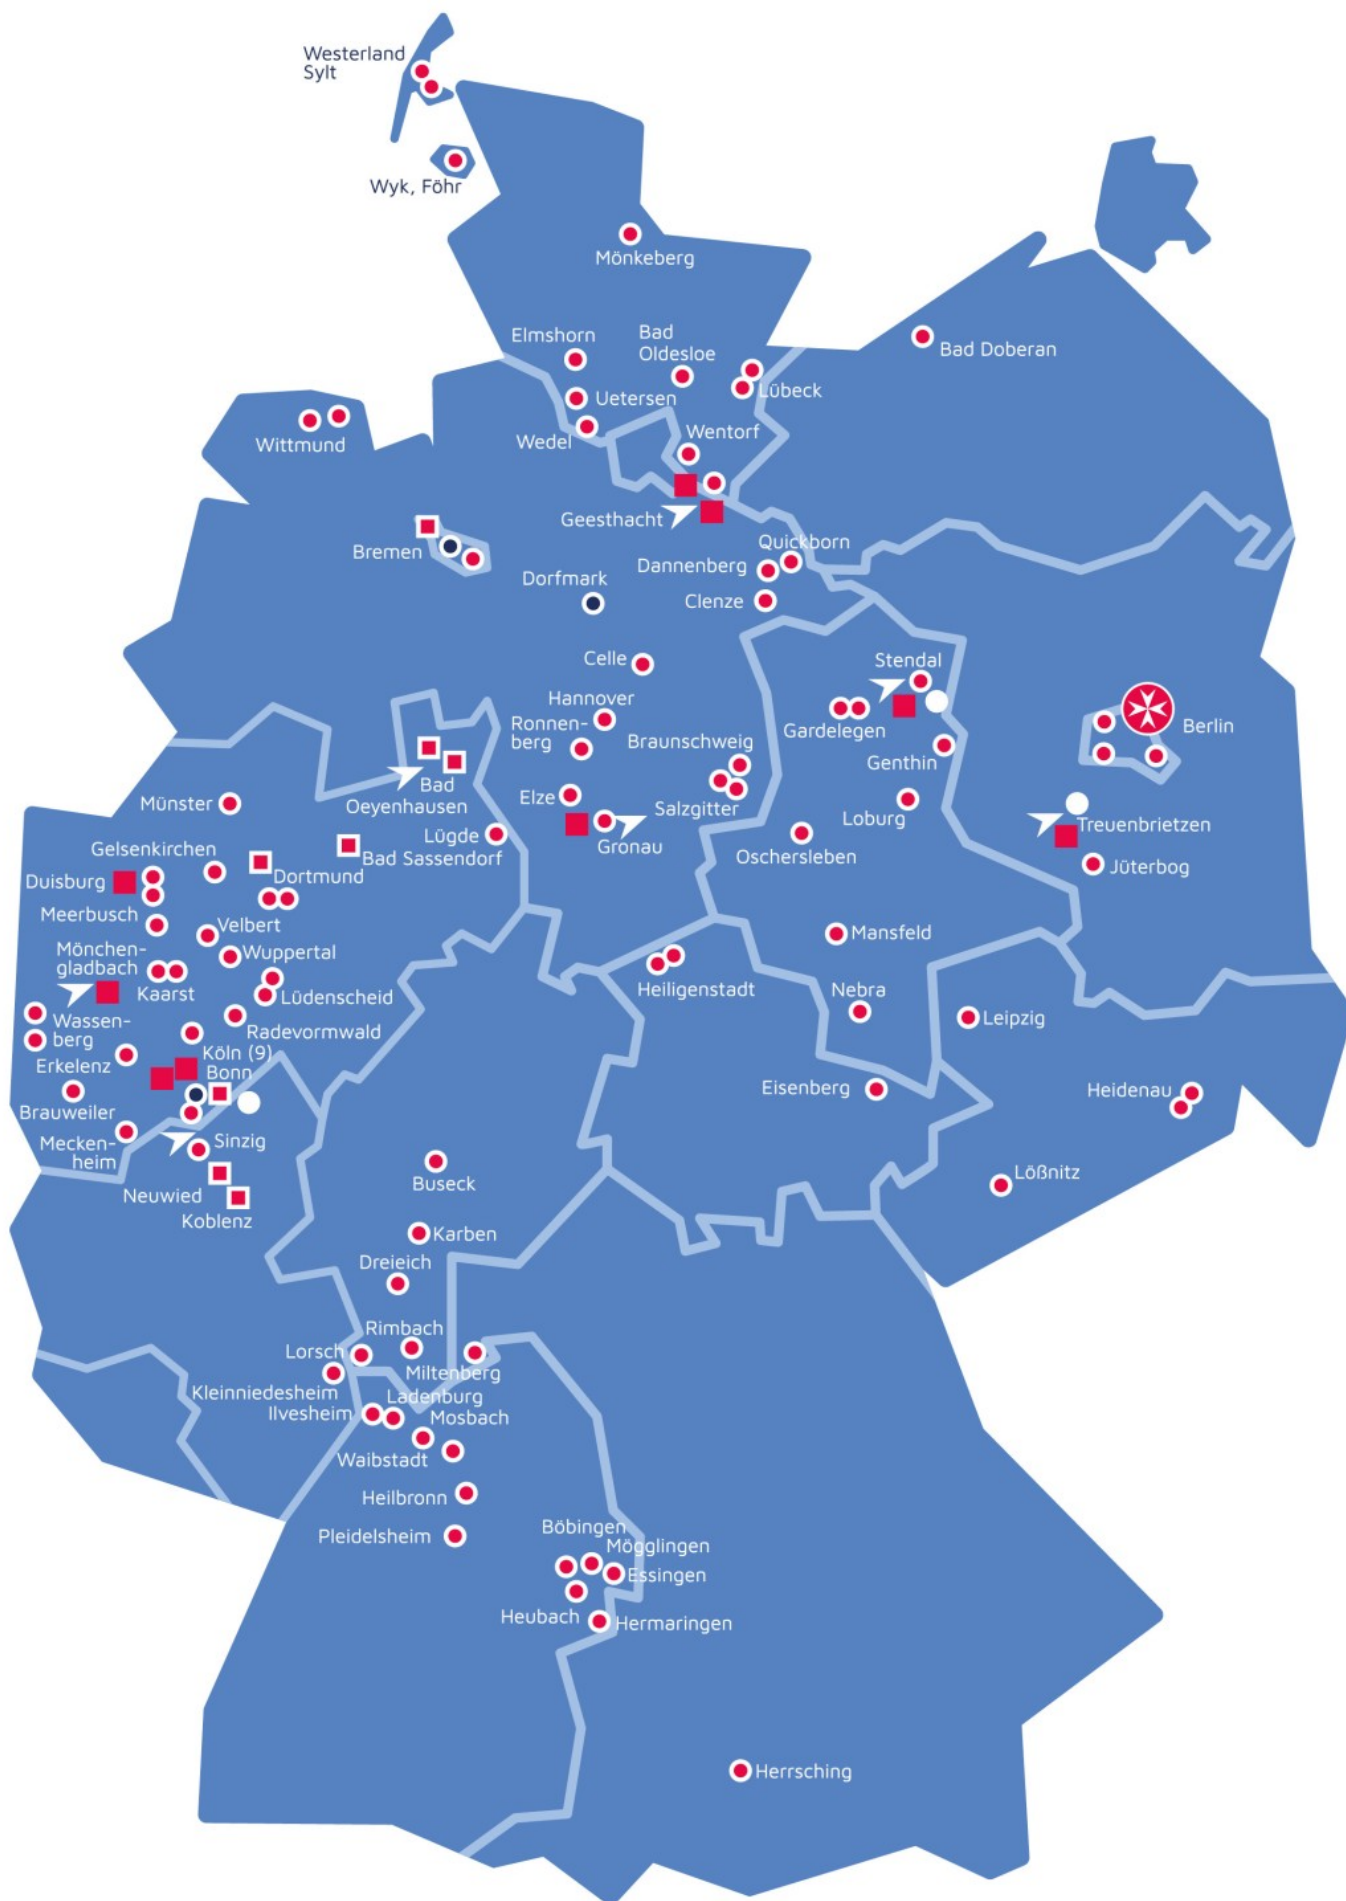 Westerland
Sylt
Wyk, Föhr
Mönkeberg
Elmshorn
Bad
Oldesloe
Bad Doberan
Lübeck
Uetersen
Wedel
Wentorf
Wittmund
Geesthacht
Bremen
Quickborn
Dannenberg
Dorfmark
Clenze
Celle
Stendal
Hannover
Ronnen-
berg
Gardelegen
Berlin
Braunschweig
Genthin
Bad
Oeyenhausen
Münster
Elze
Salzgitter
Loburg
Treuenbrietzen
Lügde
Gronau
Oschersleben
Gelsenkirchen
Bad Sassendorf
Jüterbog
Duisburg
Dortmund
Meerbusch
Velbert
Mansfeld
Mönchen-
gladbach
Wuppertal
Kaarst
Heiligenstadt
Lüdenscheid
Nebra
Leipzig
Wassen-
berg
Radevormwald
Erkelenz
Köln (9)
Bonn
Eisenberg
Heidenau
Brauweiler
Mecken-
heim
Sinzig
Neuwied
Koblenz
Buseck
Lößnitz
Karben
Dreieich
Rimbach
Lorsch
Miltenberg
Kleinniedesheim
Ladenburg
Ilvesheim
Mosbach
Waibstadt
Heilbronn
Pleidelsheim
Böbingen
Mögglingen
Essingen
Heubach
Hermaringen
Herrsching